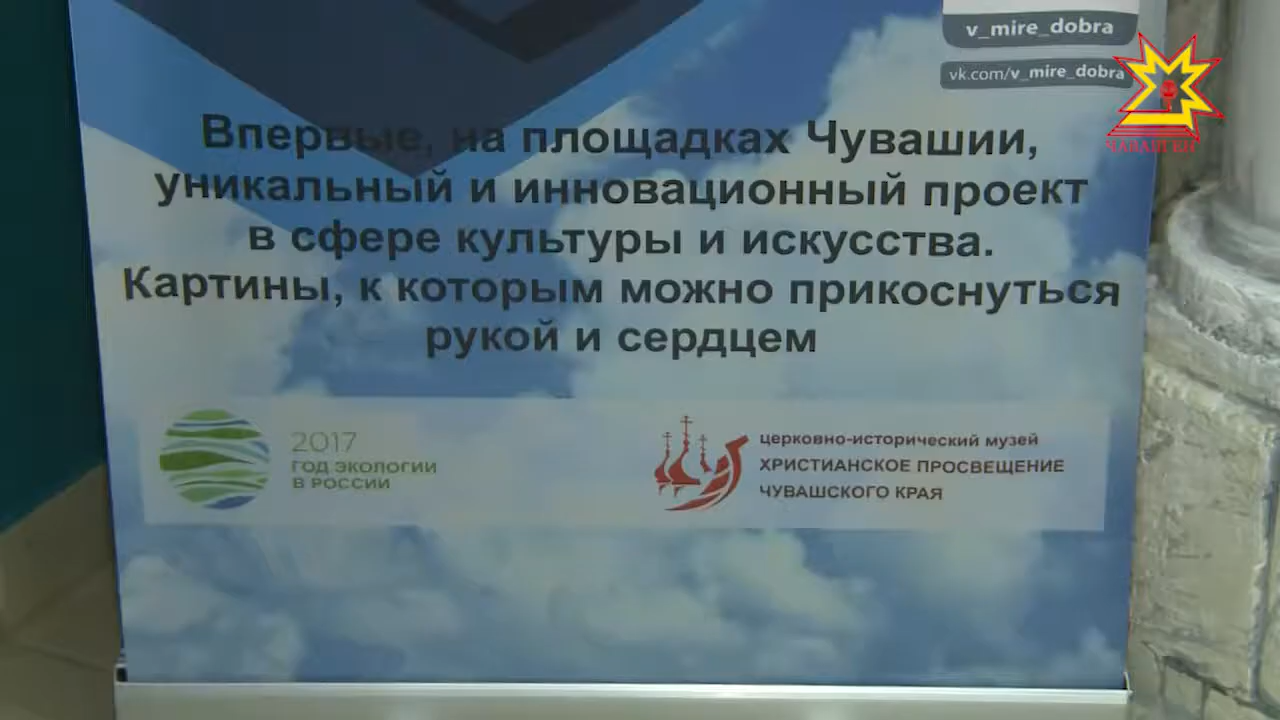 v_mire_dobra
vk.com/v_mire_dobra
Впервые, на площадках Чувашии,
уникальный и инновационный проект
в сфере культуры и искусства.
Картины, к которым можно прикоснуться
рукой и сердцем
2017
ГОД ЭКОЛОГИИ
В РОССИИ
церковно-исторический музей
ХРИСТИАНСКОЕ ПРОСВЕЩЕНИЕ
ЧУВАШСКОГО КРАЯ